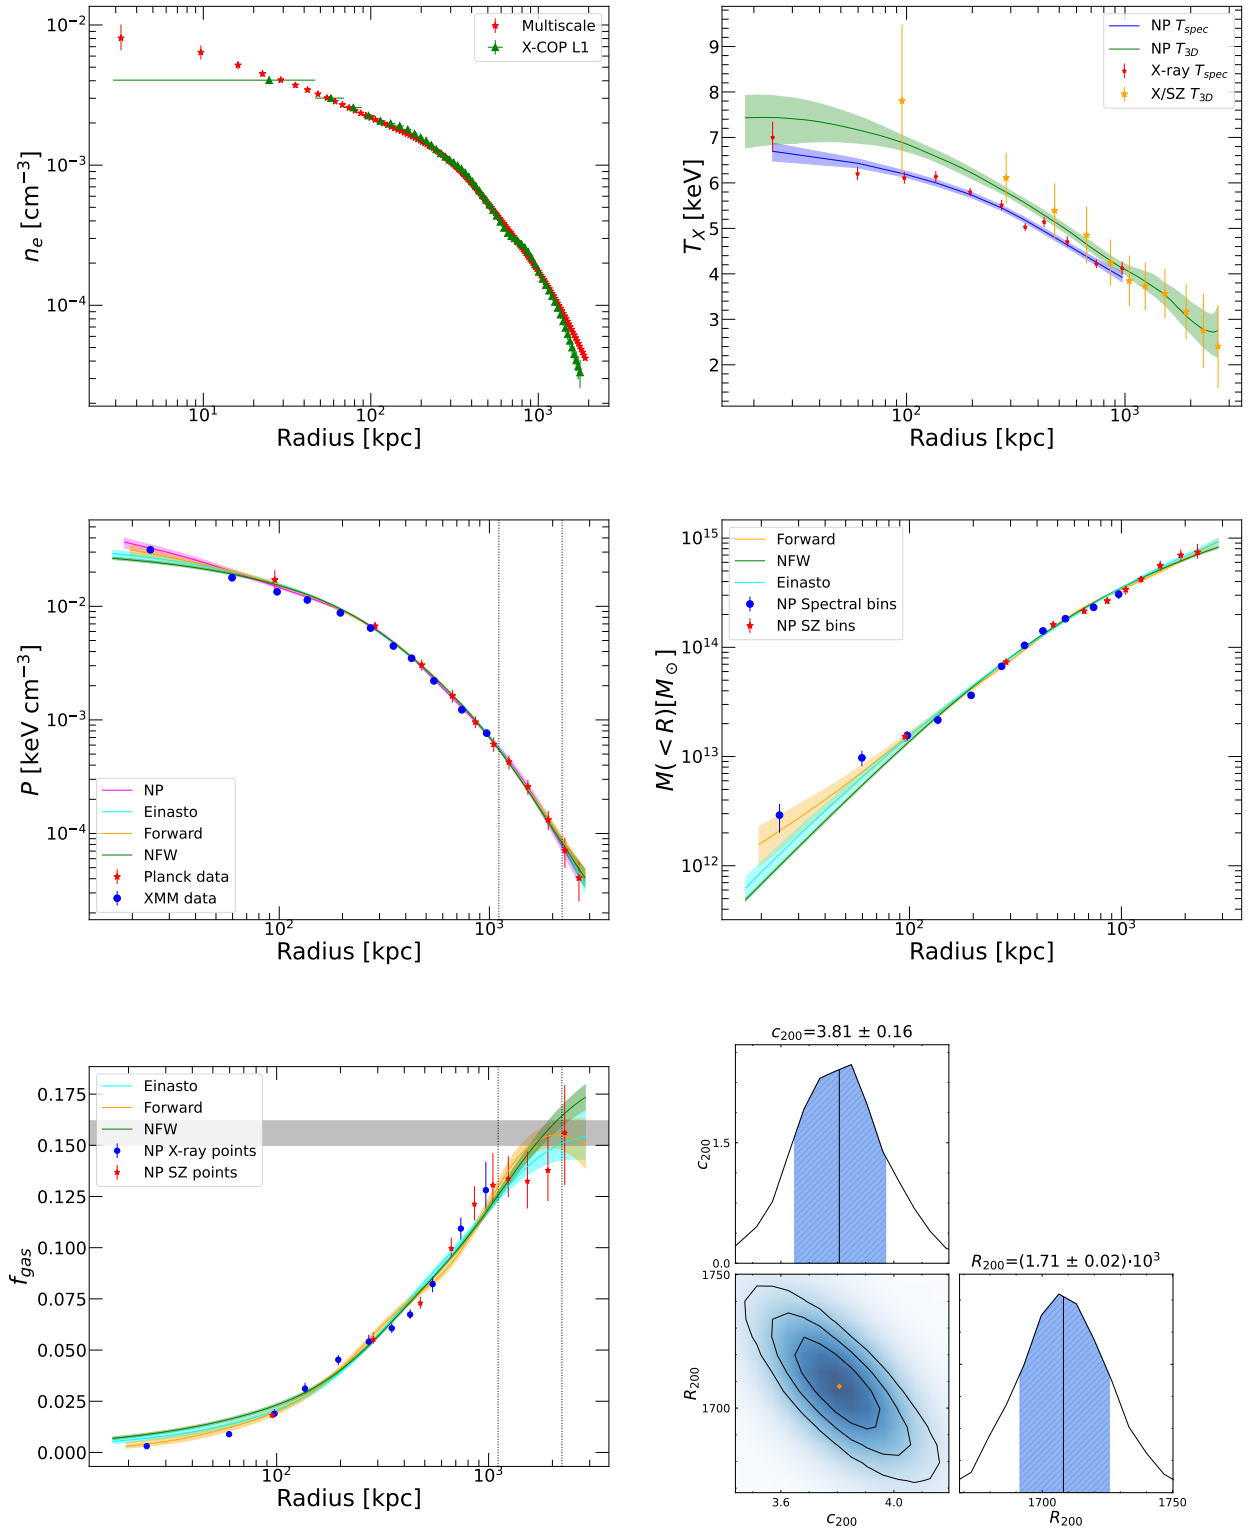 10⁻²
10⁻³
10⁻⁴
nₑ [cm⁻³]
Multiscale
X-COP L1
10¹
10²
10³
Radius [kpc]
9
8
7
6
5
4
3
2
T_X [keV]
NP T_spec
NP T_3D
X-ray T_spec
X/SZ T_3D
10²
10³
Radius [kpc]
10⁻²
10⁻³
10⁻⁴
P [keV cm⁻³]
NP
Einasto
Forward
NFW
Planck data
XMM data
10²
10³
Radius [kpc]
10¹⁵
10¹⁴
10¹³
10¹²
M(< R)[M_⊙]
Forward
NFW
Einasto
NP Spectral bins
NP SZ bins
10²
10³
Radius [kpc]
0.175
0.150
0.125
0.100
0.075
0.050
0.025
0.000
f_gas
Einasto
Forward
NFW
NP X-ray points
NP SZ points
10²
10³
Radius [kpc]
c₂₀₀=3.81 ± 0.16
c₂₀₀
1.5
0.0
R₂₀₀=(1.71 ± 0.02)·10³
1750
1700
R₂₀₀
3.6
4.0
c₂₀₀
1700
1750
R₂₀₀